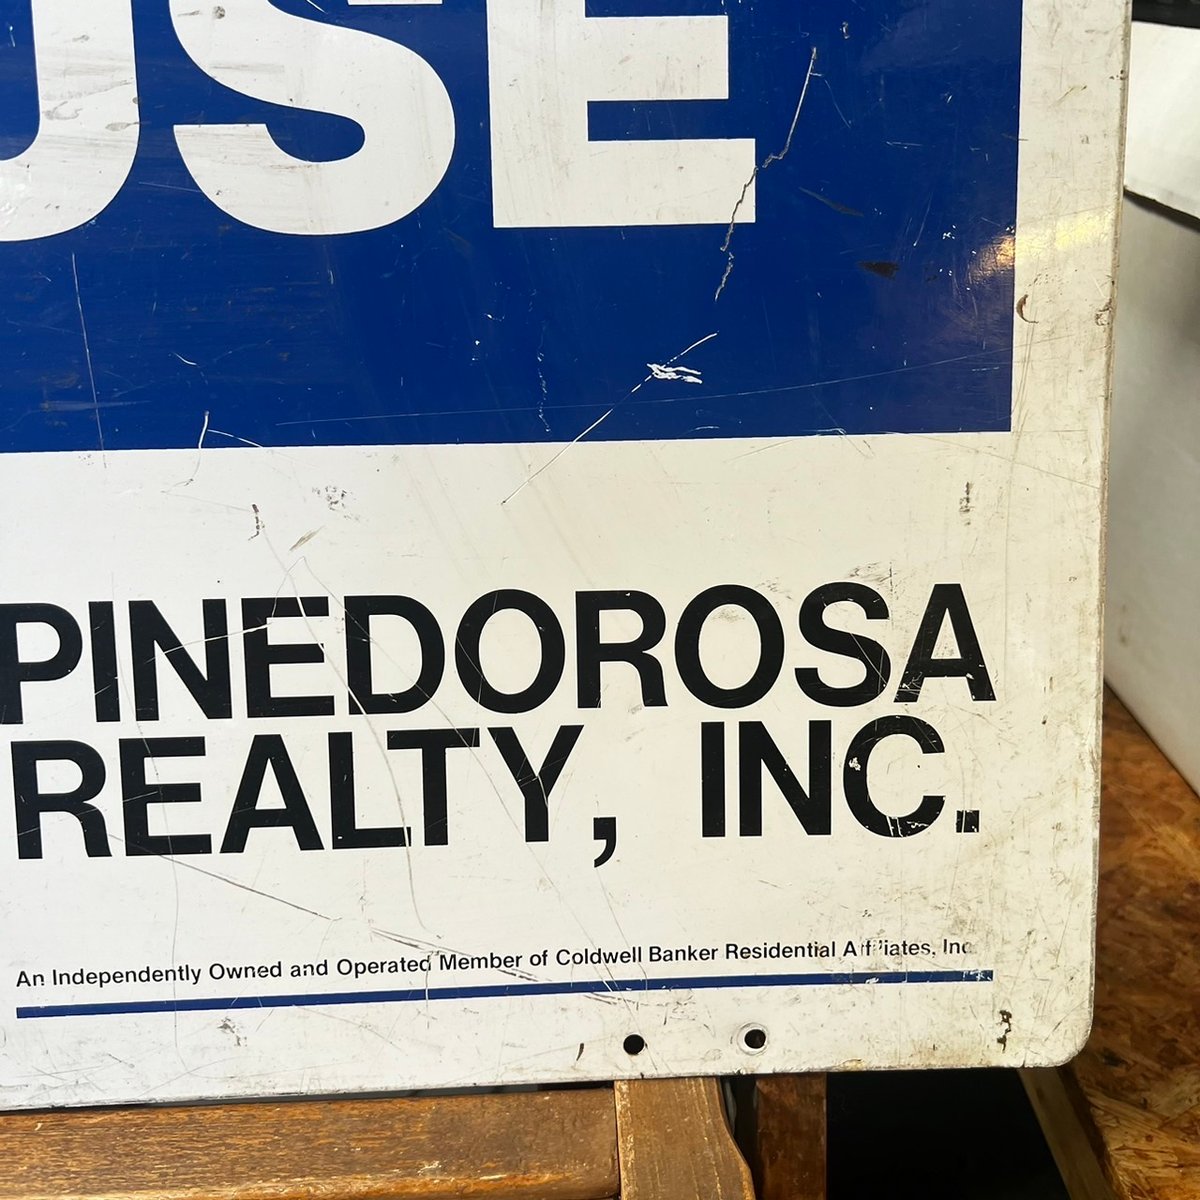 USE
PINEDOROSA
REALTY, INC.
An Independently Owned and Operated Member of Coldwell Banker Residential Affiliates, Inc.